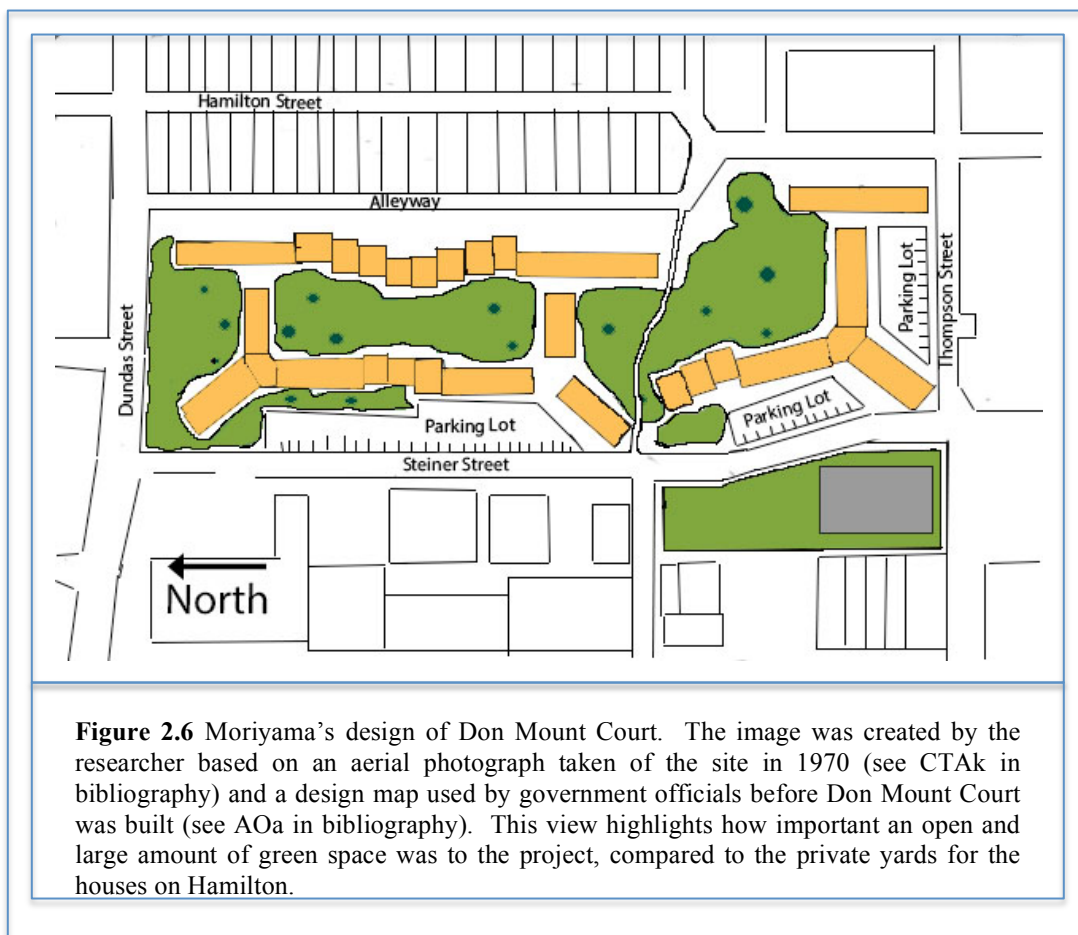 Hamilton Street
Alleyway
Dundas Street
Parking Lot
Thompson Street
Parking Lot
Parking Lot
Steiner Street
North
Figure 2.6 Moriyama’s design of Don Mount Court. The image was created by the
researcher based on an aerial photograph taken of the site in 1970 (see CTAk in
bibliography) and a design map used by government officials before Don Mount Court
was built (see AOa in bibliography). This view highlights how important an open and
large amount of green space was to the project, compared to the private yards for the
houses on Hamilton.